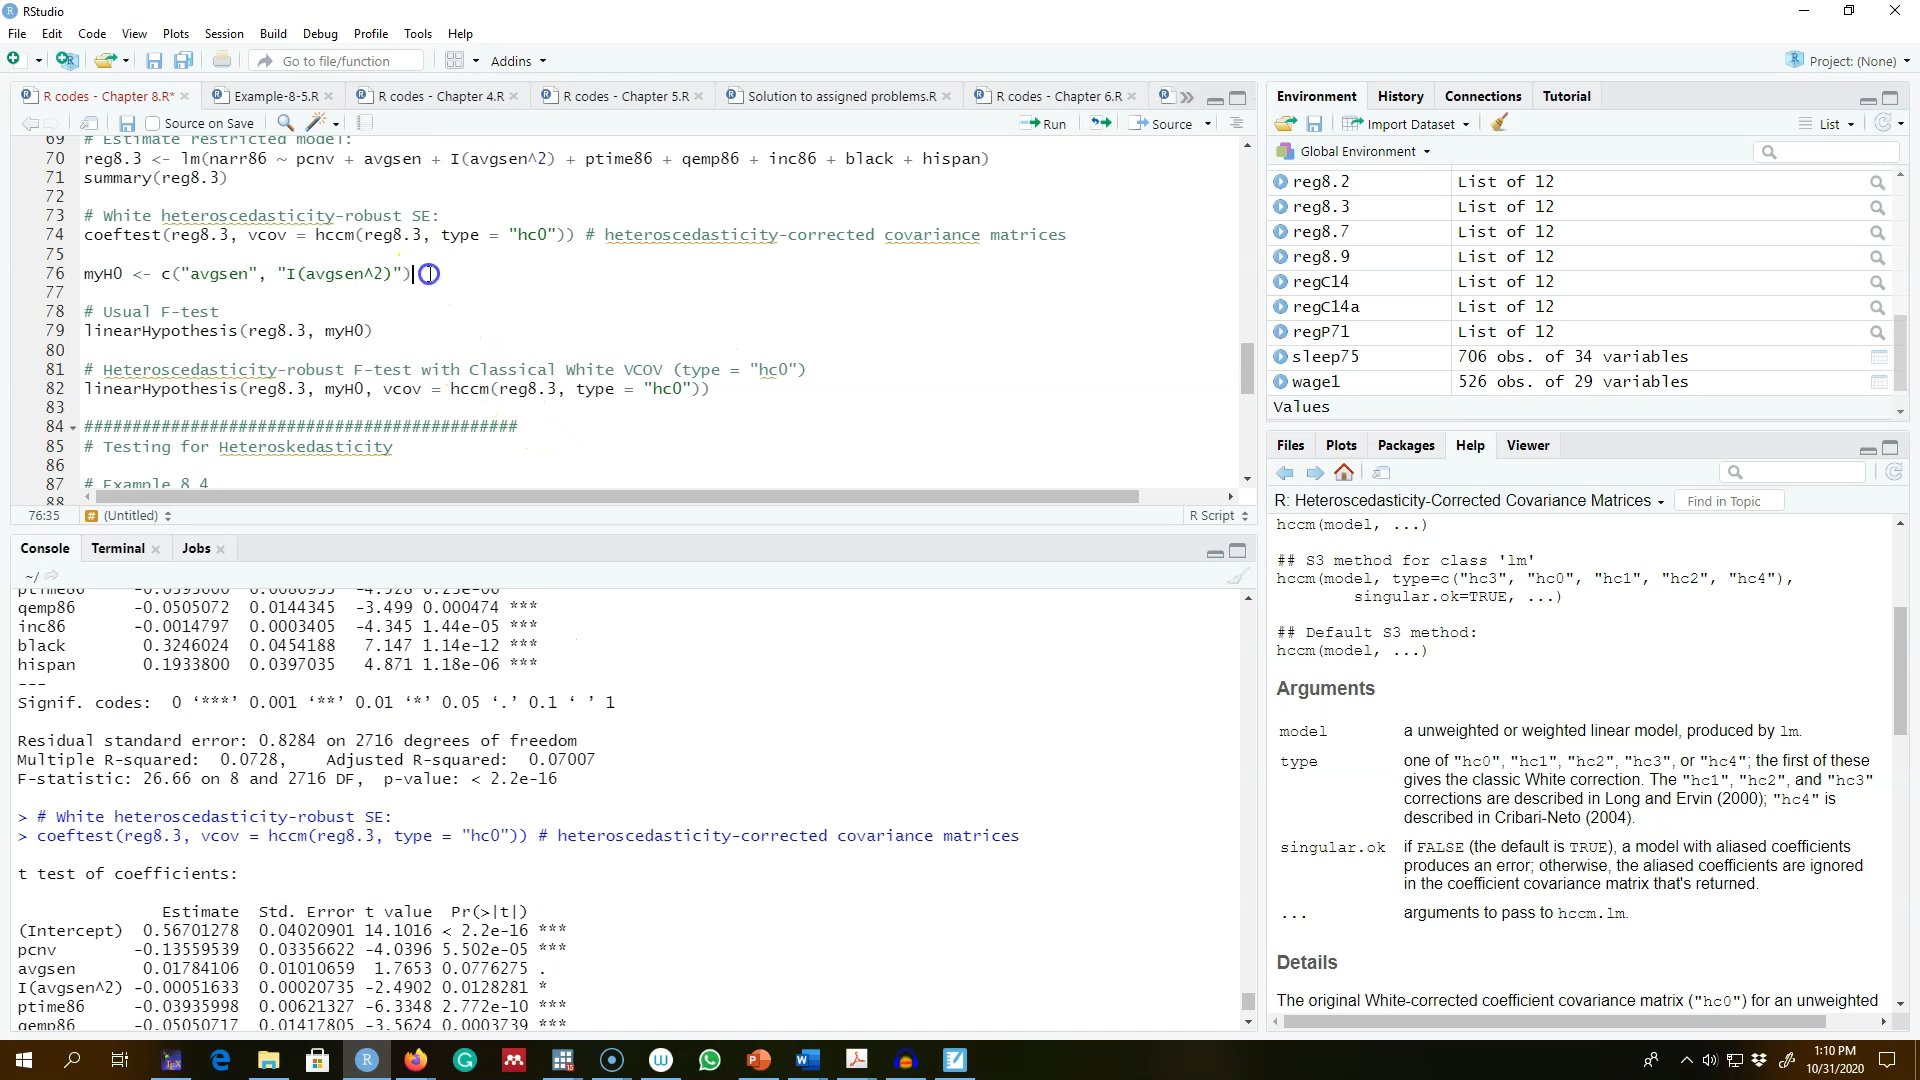 RStudio
File Edit Code View Plots Session Build Debug Profile Tools Help
Go to file/function Addins Project: (None)
R codes - Chapter 8.R* Example-8-5.R R codes - Chapter 4.R R codes - Chapter 5.R Solution to assigned problems.R R codes - Chapter 6.R
Source on Save Run Source
69 # Estimate restricted model:
70 reg8.3 <- lm(narr86 ~ pcnv + avgsen + I(avgsen^2) + ptime86 + qemp86 + inc86 + black + hispan)
71 summary(reg8.3)
72
73 # White heteroscedasticity-robust SE:
74 coeftest(reg8.3, vcov = hccm(reg8.3, type = "hc0")) # heteroscedasticity-corrected covariance matrices
75
76 myH0 <- c("avgsen", "I(avgsen^2)")
77
78 # Usual F-test
79 linearHypothesis(reg8.3, myH0)
80
81 # Heteroscedasticity-robust F-test with Classical White VCOV (type = "hc0")
82 linearHypothesis(reg8.3, myH0, vcov = hccm(reg8.3, type = "hc0"))
83
84 #############################################
85 # Testing for Heteroskedasticity
86
87 # Example 8.4
88
76:35 # (Untitled) R Script
Console Terminal Jobs
~/
ptime86
qemp86 -0.0505072 0.0144345 -3.499 0.000474 ***
inc86 -0.0014797 0.0003405 -4.345 1.44e-05 ***
black 0.3246024 0.0454188 7.147 1.14e-12 ***
hispan 0.1933800 0.0397035 4.871 1.18e-06 ***
---
Signif. codes: 0 ‘***’ 0.001 ‘**’ 0.01 ‘*’ 0.05 ‘.’ 0.1 ‘ ’ 1
Residual standard error: 0.8284 on 2716 degrees of freedom
Multiple R-squared: 0.0728, Adjusted R-squared: 0.07007
F-statistic: 26.66 on 8 and 2716 DF, p-value: < 2.2e-16
> # White heteroscedasticity-robust SE:
> coeftest(reg8.3, vcov = hccm(reg8.3, type = "hc0")) # heteroscedasticity-corrected covariance matrices
t test of coefficients:
Estimate Std. Error t value Pr(>|t|)
(Intercept) 0.56701278 0.04020901 14.1016 < 2.2e-16 ***
pcnv -0.13559539 0.03356622 -4.0396 5.502e-05 ***
avgsen 0.01784106 0.01010659 1.7653 0.0776275 .
I(avgsen^2) -0.00051633 0.00020735 -2.4902 0.0128281 *
ptime86 -0.03935998 0.00621327 -6.3348 2.772e-10 ***
qemp86 -0.05050717 0.01417805 -3.5624 0.0003739 ***
Environment History Connections Tutorial
Import Dataset List
Global Environment
reg8.2 List of 12
reg8.3 List of 12
reg8.7 List of 12
reg8.9 List of 12
regC14 List of 12
regC14a List of 12
regP71 List of 12
sleep75 706 obs. of 34 variables
wage1 526 obs. of 29 variables
Values
Files Plots Packages Help Viewer
R: Heteroscedasticity-Corrected Covariance Matrices Find in Topic
hccm(model, ...)
## S3 method for class 'lm'
hccm(model, type=c("hc3", "hc0", "hc1", "hc2", "hc4"),
singular.ok=TRUE, ...)
## Default S3 method:
hccm(model, ...)
Arguments
model a unweighted or weighted linear model, produced by lm.
type one of "hc0", "hc1", "hc2", "hc3", or "hc4"; the first of these
gives the classic White correction. The "hc1", "hc2", and "hc3"
corrections are described in Long and Ervin (2000); "hc4" is
described in Cribari-Neto (2004).
singular.ok if FALSE (the default is TRUE), a model with aliased coefficients
produces an error; otherwise, the aliased coefficients are ignored
in the coefficient covariance matrix that's returned.
... arguments to pass to hccm.lm.
Details
The original White-corrected coefficient covariance matrix ("hc0") for an unweighted
1:10 PM
10/31/2020